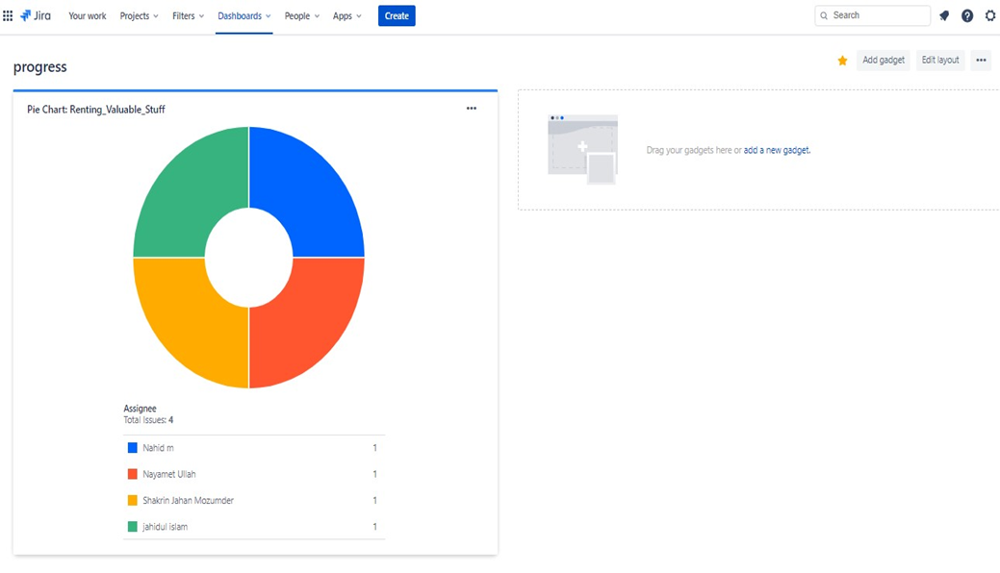 Jira Your work Projects Filters Dashboards People Apps Create Search
progress
Add gadget Edit layout
Pie Chart: Renting_Valuable_Stuff
Drag your gadgets here or add a new gadget.
Assignee
Total Issues: 4
Nahid m 1
Nayamet Ullah 1
Shakrin Jahan Mozumder 1
jahidul islam 1